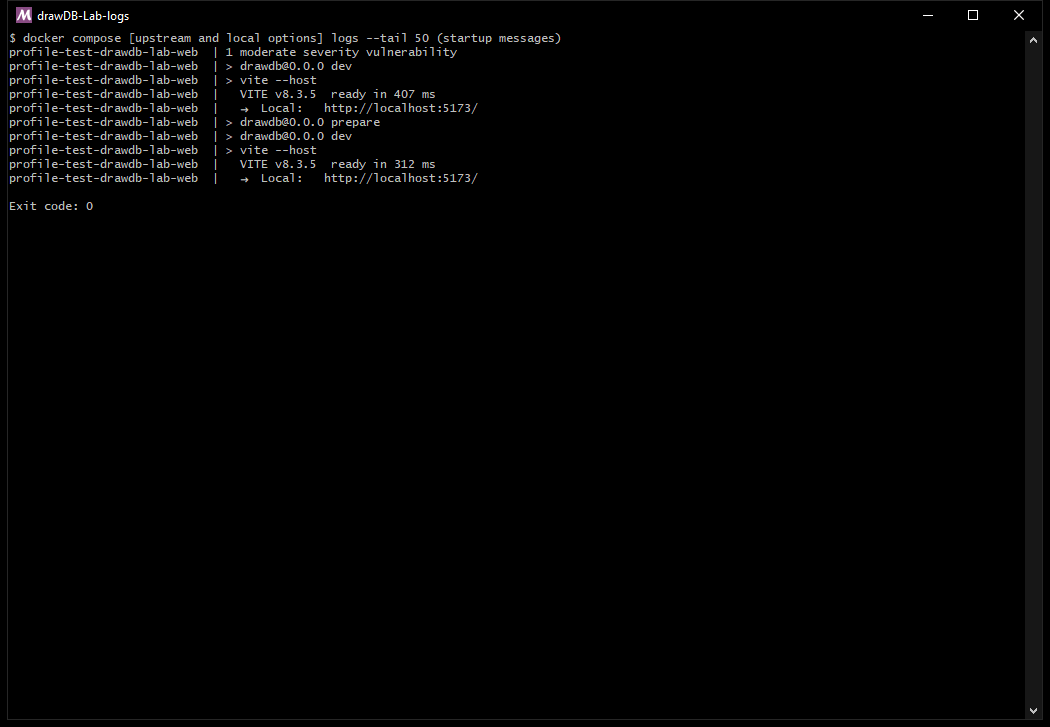 drawDB-Lab-logs
$ docker compose [upstream and local options] logs --tail 50 (startup messages)
profile-test-drawdb-lab-web  | 1 moderate severity vulnerability
profile-test-drawdb-lab-web  | > drawdb@0.0.0 dev
profile-test-drawdb-lab-web  | > vite --host
profile-test-drawdb-lab-web  |   VITE v8.3.5  ready in 407 ms
profile-test-drawdb-lab-web  |   → Local:   http://localhost:5173/
profile-test-drawdb-lab-web  | > drawdb@0.0.0 prepare
profile-test-drawdb-lab-web  | > drawdb@0.0.0 dev
profile-test-drawdb-lab-web  | > vite --host
profile-test-drawdb-lab-web  |   VITE v8.3.5  ready in 312 ms
profile-test-drawdb-lab-web  |   → Local:   http://localhost:5173/
Exit code: 0